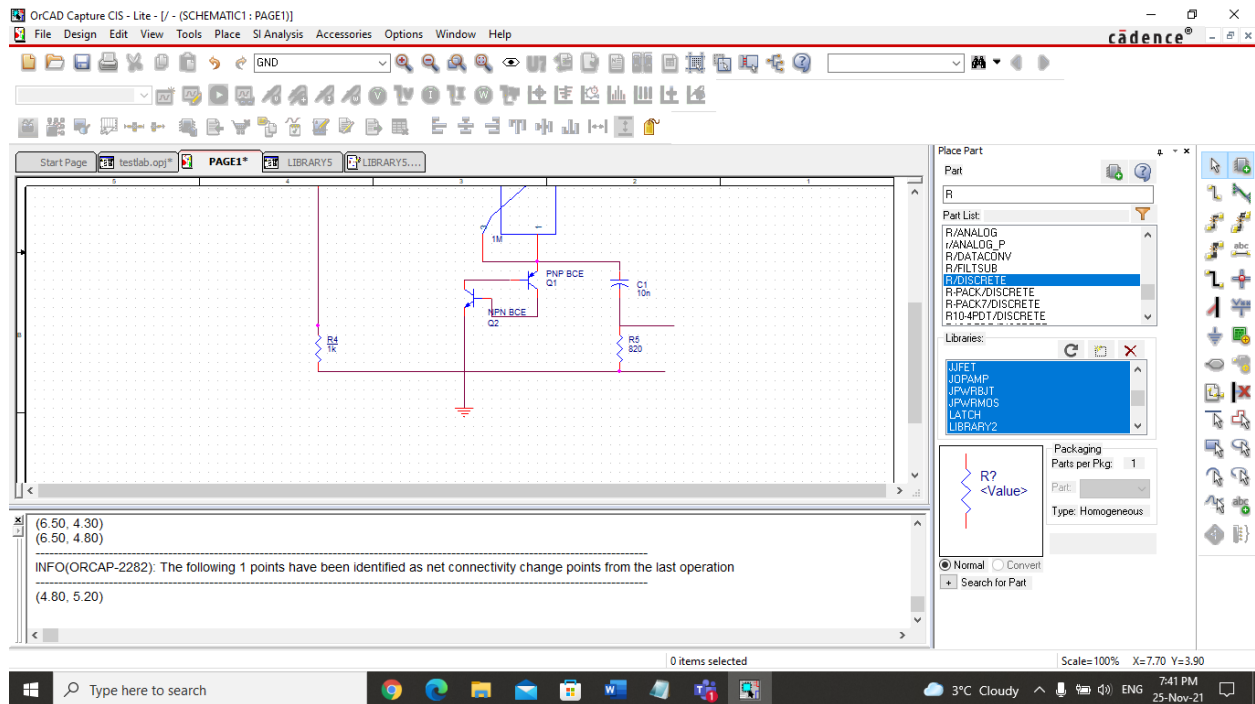 OrCAD Capture CIS - Lite - [/ - (SCHEMATIC1 : PAGE1)]
File Design Edit View Tools Place SI Analysis Accessories Options Window Help
cādence®
GND
Start Page testlab.opj* PAGE1* LIBRARY5 LIBRARY5....
5 4 3 2 1
3
1
1M
PNP BCE
Q1
C1
10n
NPN BCE
Q2
R4
1k
R5
820
B
(6.50, 4.30)
(6.50, 4.80)
INFO(ORCAP-2282): The following 1 points have been identified as net connectivity change points from the last operation
(4.80, 5.20)
Place Part
Part
R
Part List:
R/ANALOG
r/ANALOG_P
R/DATACONV
R/FILTSUB
R/DISCRETE
R-PACK/DISCRETE
R-PACK7/DISCRETE
R10-4PDT/DISCRETE
Libraries:
JJFET
JOPAMP
JPWRBJT
JPWRMOS
LATCH
LIBRARY2
R?
<Value>
Packaging
Parts per Pkg: 1
Part:
Type: Homogeneous
Normal Convert
+ Search for Part
0 items selected
Scale=100% X=7.70 Y=3.90
Type here to search
3°C Cloudy
ENG
7:41 PM
25-Nov-21